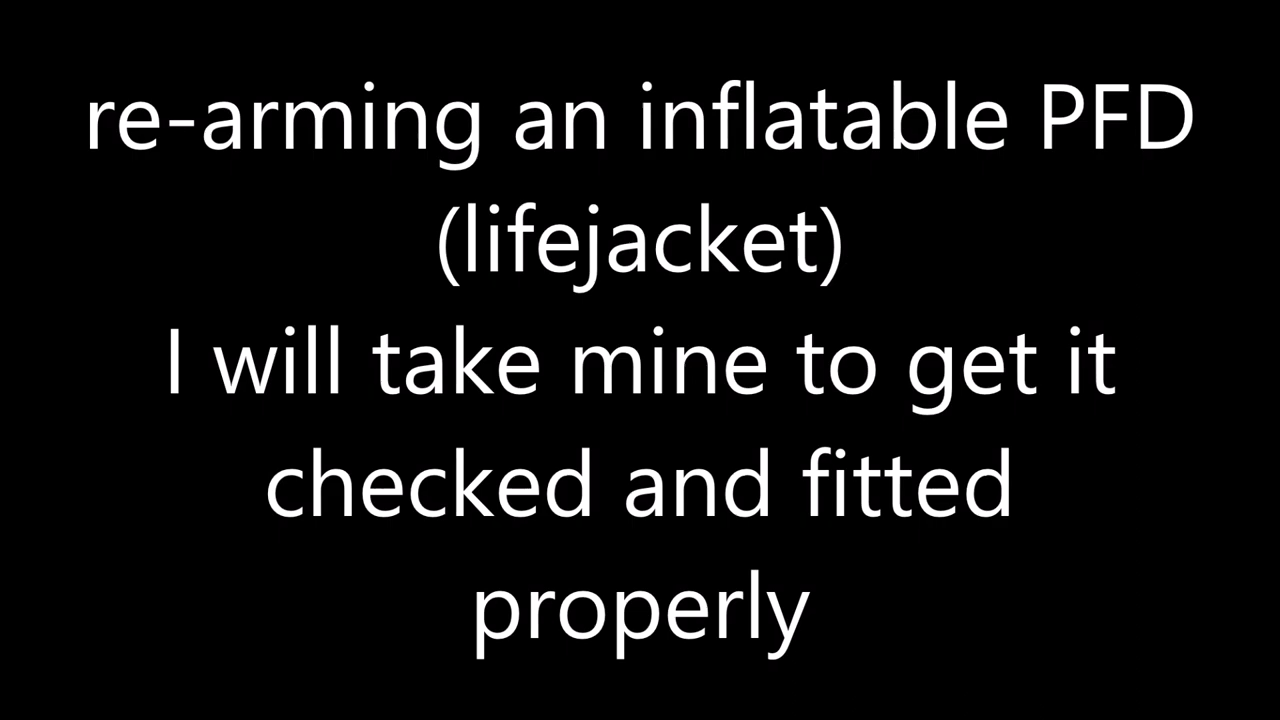 re-arming an inflatable PFD
(lifejacket)
I will take mine to get it
checked and fitted
properly